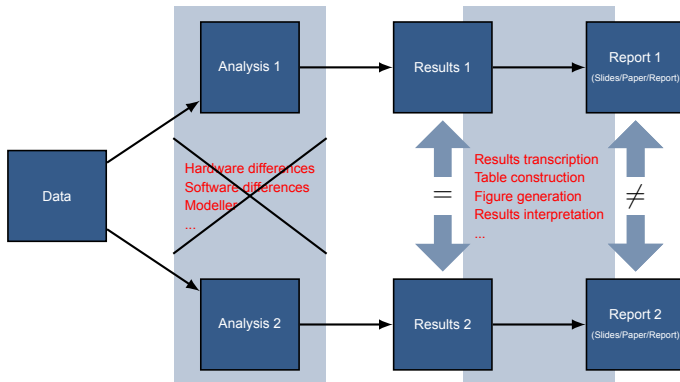 Analysis 1
Results 1
Report 1
(Slides/Paper/Report)
Hardware differences
Software differences
Modeller
...
Results transcription
Table construction
Figure generation
Results interpretation
...
Data
=
≠
Analysis 2
Results 2
Report 2
(Slides/Paper/Report)